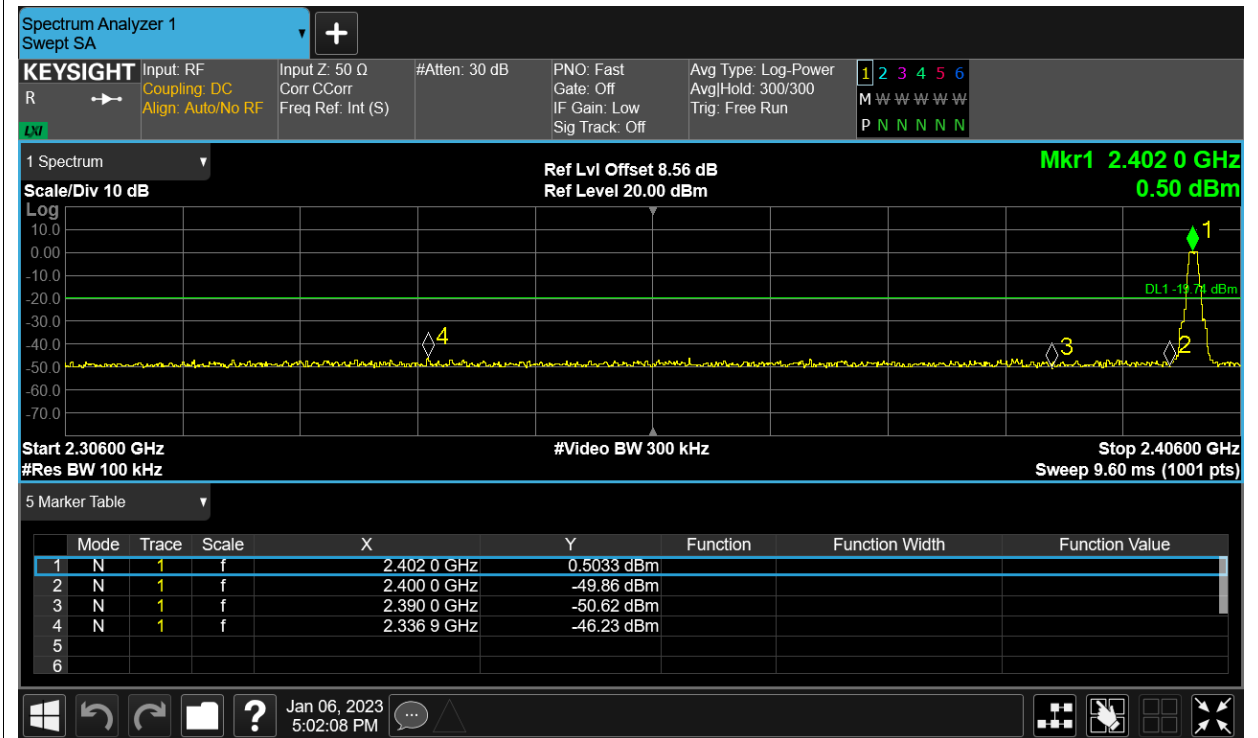 Spectrum Analyzer 1
Swept SA
KEYSIGHT Input: RF Input Z: 50 Ω #Atten: 30 dB PNO: Fast Avg Type: Log-Power 1 2 3 4 5 6
R Coupling: DC Corr CCorr Gate: Off Avg|Hold: 300/300 M W W W W W
Align: Auto/No RF Freq Ref: Int (S) IF Gain: Low Trig: Free Run
LXI Sig Track: Off P N N N N N
1 Spectrum Ref Lvl Offset 8.56 dB Mkr1 2.402 0 GHz
Scale/Div 10 dB Ref Level 20.00 dBm 0.50 dBm
Log
10.0 1
0.00
-10.0
-20.0 DL1 -19.74 dBm
-30.0
-40.0 4 3 2
-50.0
-60.0
-70.0
Start 2.30600 GHz #Video BW 300 kHz Stop 2.40600 GHz
#Res BW 100 kHz Sweep 9.60 ms (1001 pts)
5 Marker Table
Mode Trace Scale X Y Function Function Width Function Value
1 N 1 f 2.402 0 GHz 0.5033 dBm
2 N 1 f 2.400 0 GHz -49.86 dBm
3 N 1 f 2.390 0 GHz -50.62 dBm
4 N 1 f 2.336 9 GHz -46.23 dBm
5
6
? Jan 06, 2023
5:02:08 PM